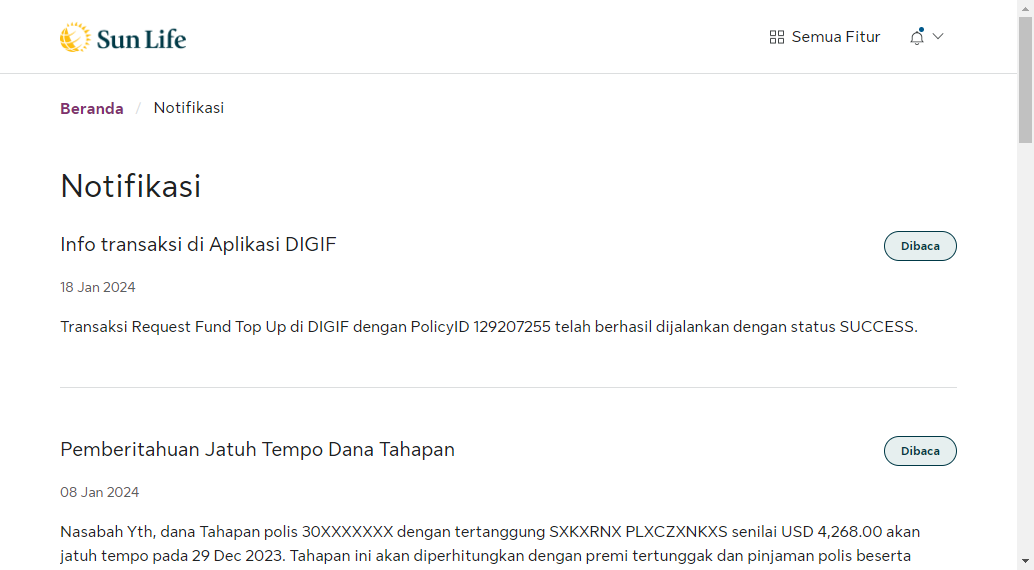 Sun Life
Semua Fitur
Beranda / Notifikasi
Notifikasi
Info transaksi di Aplikasi DIGIF
Dibaca
18 Jan 2024
Transaksi Request Fund Top Up di DIGIF dengan PolicyID 129207255 telah berhasil dijalankan dengan status SUCCESS.
Pemberitahuan Jatuh Tempo Dana Tahapan
Dibaca
08 Jan 2024
Nasabah Yth, dana Tahapan polis 30XXXXXXX dengan tertanggung SXKXRNX PLXCZXNKXS senilai USD 4,268.00 akan
jatuh tempo pada 29 Dec 2023. Tahapan ini akan diperhitungkan dengan premi tertunggak dan pinjaman polis beserta